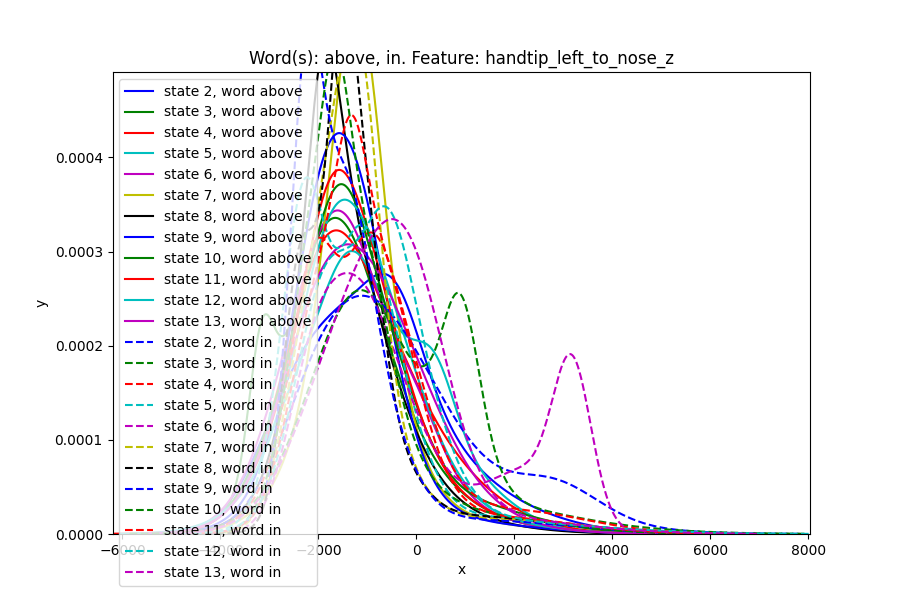 Word(s): above, in. Feature: handtip_left_to_nose_z
state 2, word above
state 3, word above
state 4, word above
state 5, word above
state 6, word above
state 7, word above
state 8, word above
state 9, word above
state 10, word above
state 11, word above
state 12, word above
state 13, word above
state 2, word in
state 3, word in
state 4, word in
state 5, word in
state 6, word in
state 7, word in
state 8, word in
state 9, word in
state 10, word in
state 11, word in
state 12, word in
state 13, word in
y
0.0004
0.0003
0.0002
0.0001
0.0000
−6000 −4000 −2000 0 2000 4000 6000 8000
x